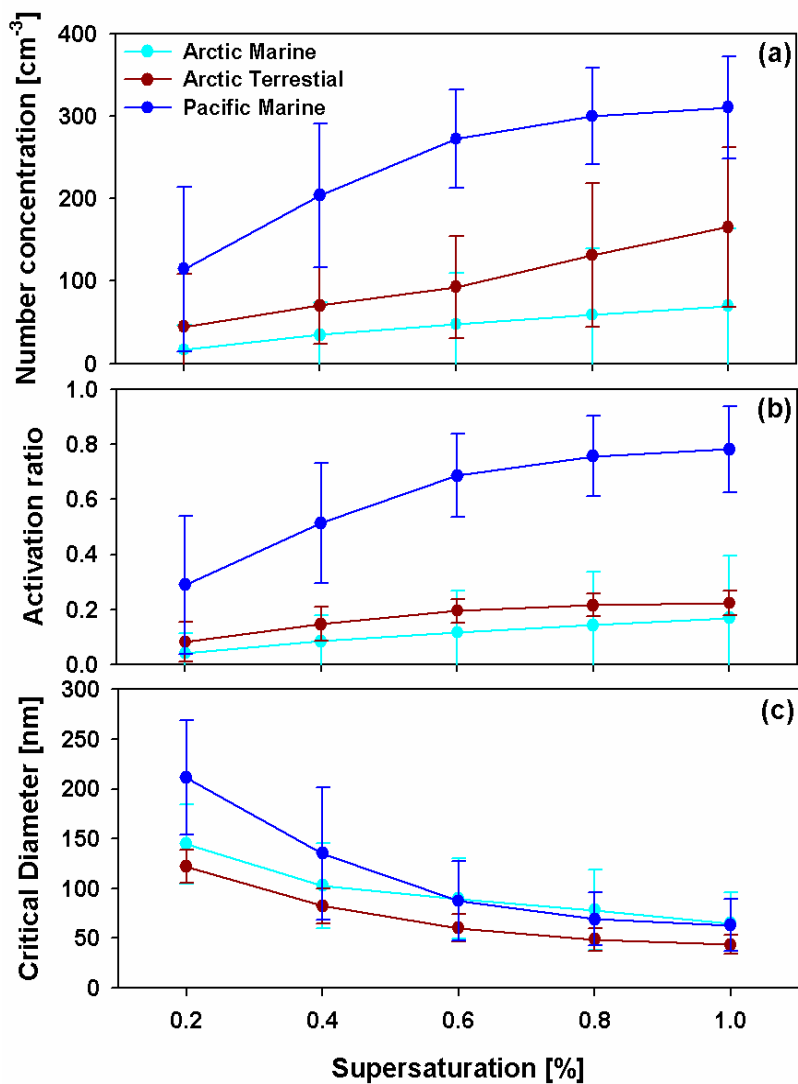 Number concentration [cm-3]
400
300
200
100
0
Arctic Marine
Arctic Terrestial
Pacific Marine
(a)
Activation ratio
1.0
0.8
0.6
0.4
0.2
0.0
(b)
Critical Diameter [nm]
300
250
200
150
100
50
0
(c)
0.2 0.4 0.6 0.8 1.0
Supersaturation [%]